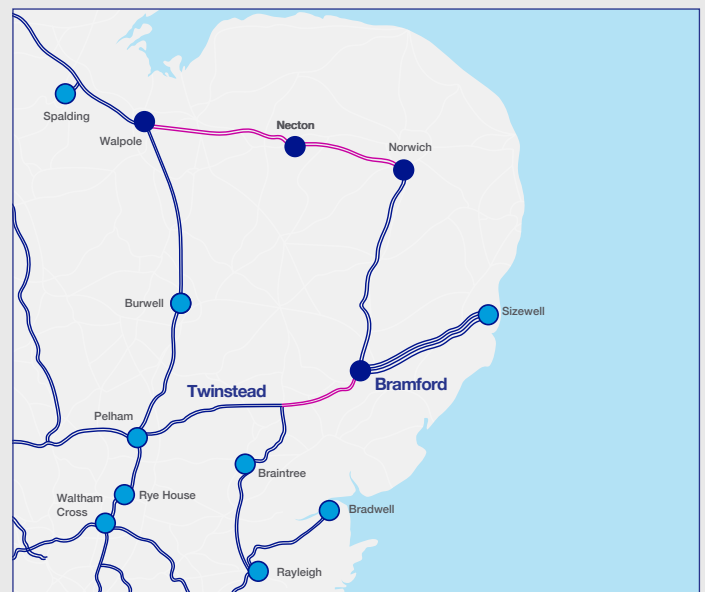 Spalding
Walpole
Necton
Norwich
Burwell
Sizewell
Twinstead
Bramford
Pelham
Braintree
Waltham
Cross
Rye House
Bradwell
Rayleigh